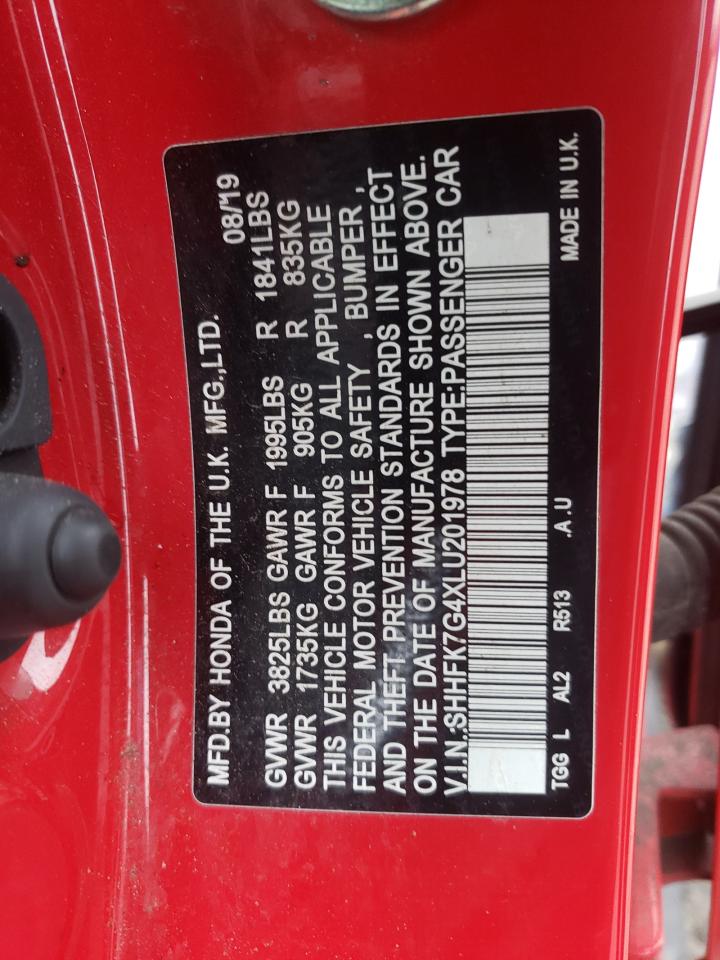 MFD.BY HONDA OF THE U.K. MFG.,LTD. 08/19
GVWR 3825LBS GAWR F 1995LBS R 1841LBS
GVWR 1735KG GAWR F 905KG R 835KG
THIS VEHICLE CONFORMS TO ALL APPLICABLE
FEDERAL MOTOR VEHICLE SAFETY , BUMPER ,
AND THEFT PREVENTION STANDARDS IN EFFECT
ON THE DATE OF MANUFACTURE SHOWN ABOVE.
V.I.N.:SHHFK7G4XLU201978 TYPE:PASSENGER CAR
TGG L AL2 R513 .A .U MADE IN U.K.